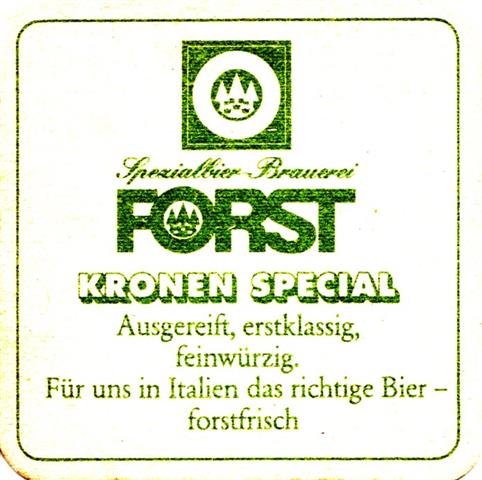 Spezialbier-Brauerei
FORST
KRONEN SPECIAL
Ausgereift, erstklassig,
feinwürzig.
Für uns in Italien das richtige Bier –
forstfrisch